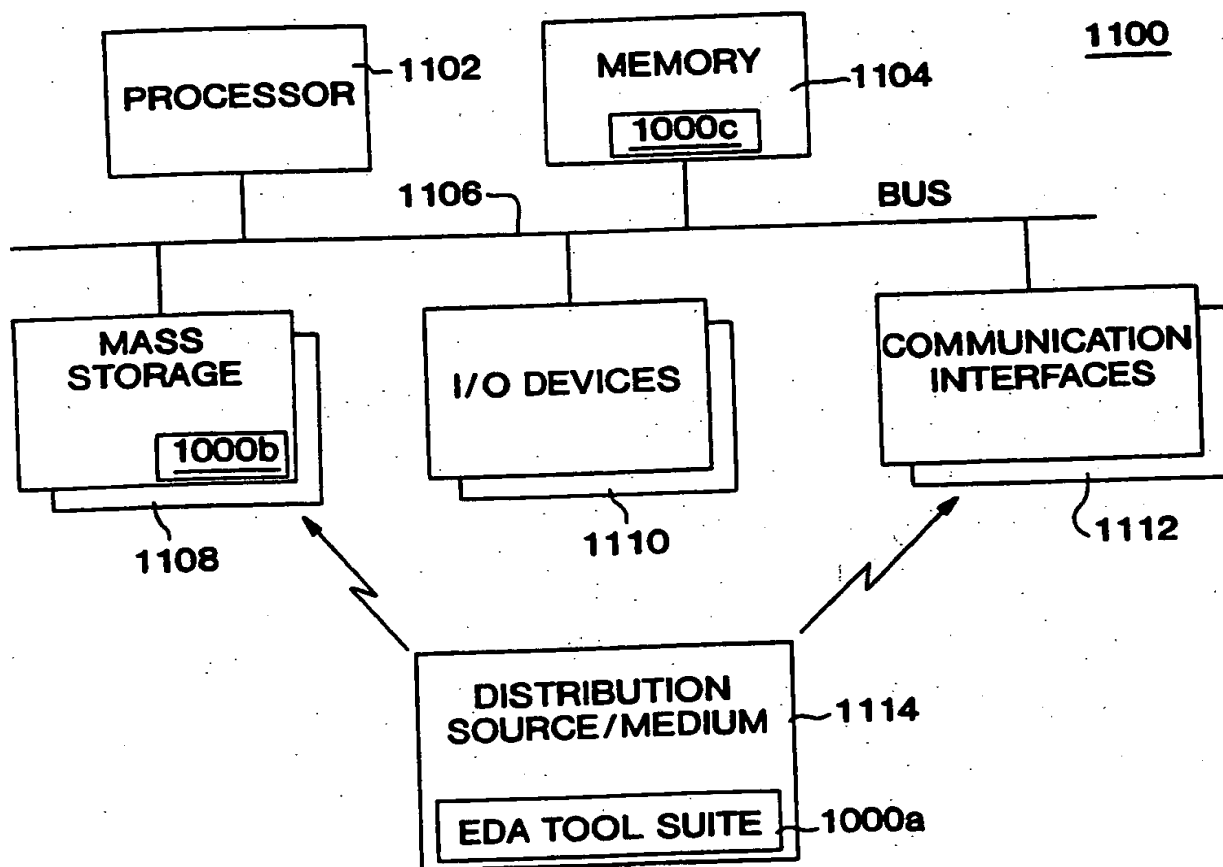 1100
PROCESSOR
1102
MEMORY
1000c
1104
1106
BUS
MASS
STORAGE
1000b
1108
I/O DEVICES
1110
COMMUNICATION
INTERFACES
1112
DISTRIBUTION
SOURCE/MEDIUM
1114
EDA TOOL SUITE
1000a